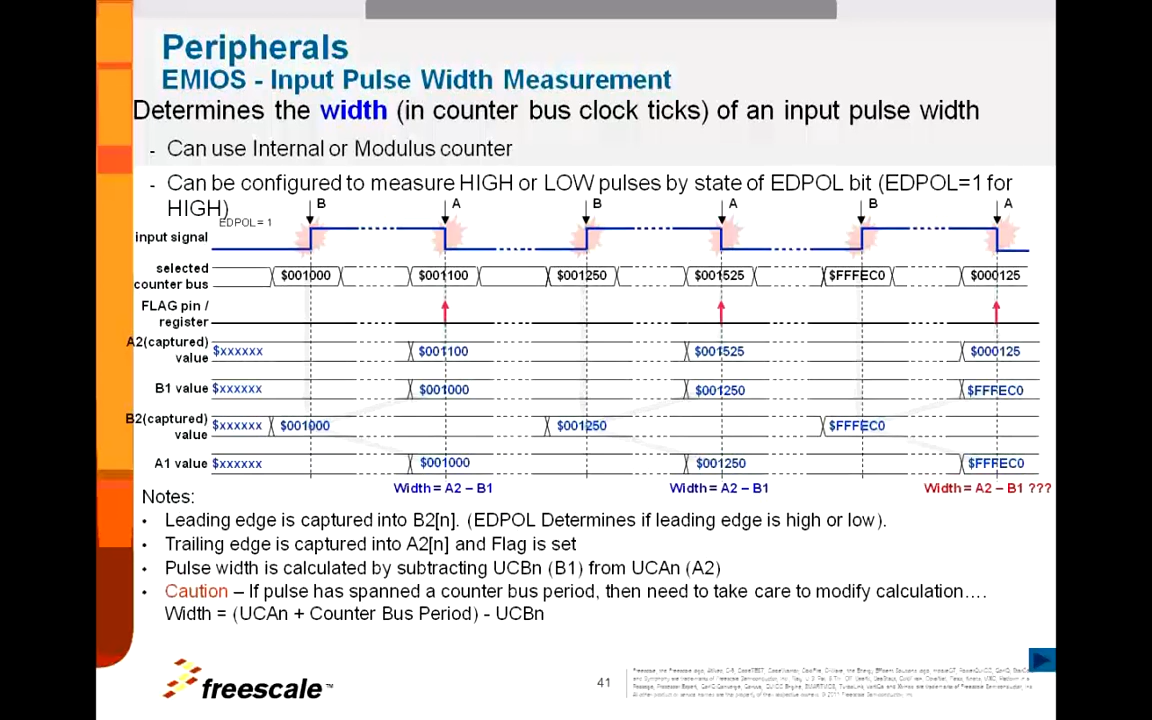 Peripherals
EMIOS - Input Pulse Width Measurement
Determines the width (in counter bus clock ticks) of an input pulse width
- Can use Internal or Modulus counter
- Can be configured to measure HIGH or LOW pulses by state of EDPOL bit (EDPOL=1 for
HIGH)
B A B A B A
EDPOL = 1
input signal
selected
counter bus
$001000 $001100 $001250 $001525 $FFFEC0 $000125
FLAG pin /
register
A2(captured)
value
$xxxxxx $001100 $001525 $000125
B1 value $xxxxxx $001000 $001250 $FFFEC0
B2(captured)
value
$xxxxxx $001000 $001250 $FFFEC0
A1 value $xxxxxx $001000 $001250 $FFFEC0
Width = A2 – B1 Width = A2 – B1 Width = A2 – B1 ???
Notes:
• Leading edge is captured into B2[n]. (EDPOL Determines if leading edge is high or low).
• Trailing edge is captured into A2[n] and Flag is set
• Pulse width is calculated by subtracting UCBn (B1) from UCAn (A2)
• Caution – If pulse has spanned a counter bus period, then need to take care to modify calculation….
Width = (UCAn + Counter Bus Period) - UCBn
freescale™
41